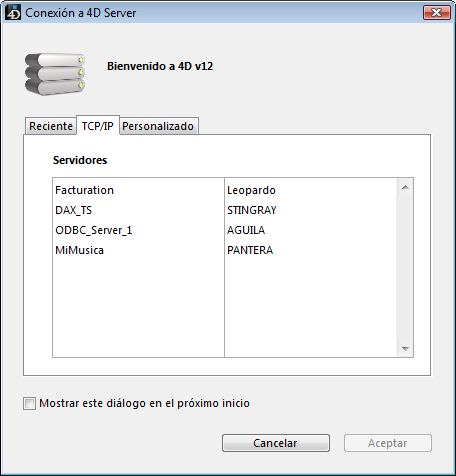 Conexión a 4D Server
Bienvenido a 4D v12
Reciente TCP/IP Personalizado
Servidores
Facturation Leopardo
DAX_TS STINGRAY
ODBC_Server_1 AGUILA
MiMusica PANTERA
Mostrar este diálogo en el próximo inicio
Cancelar Aceptar